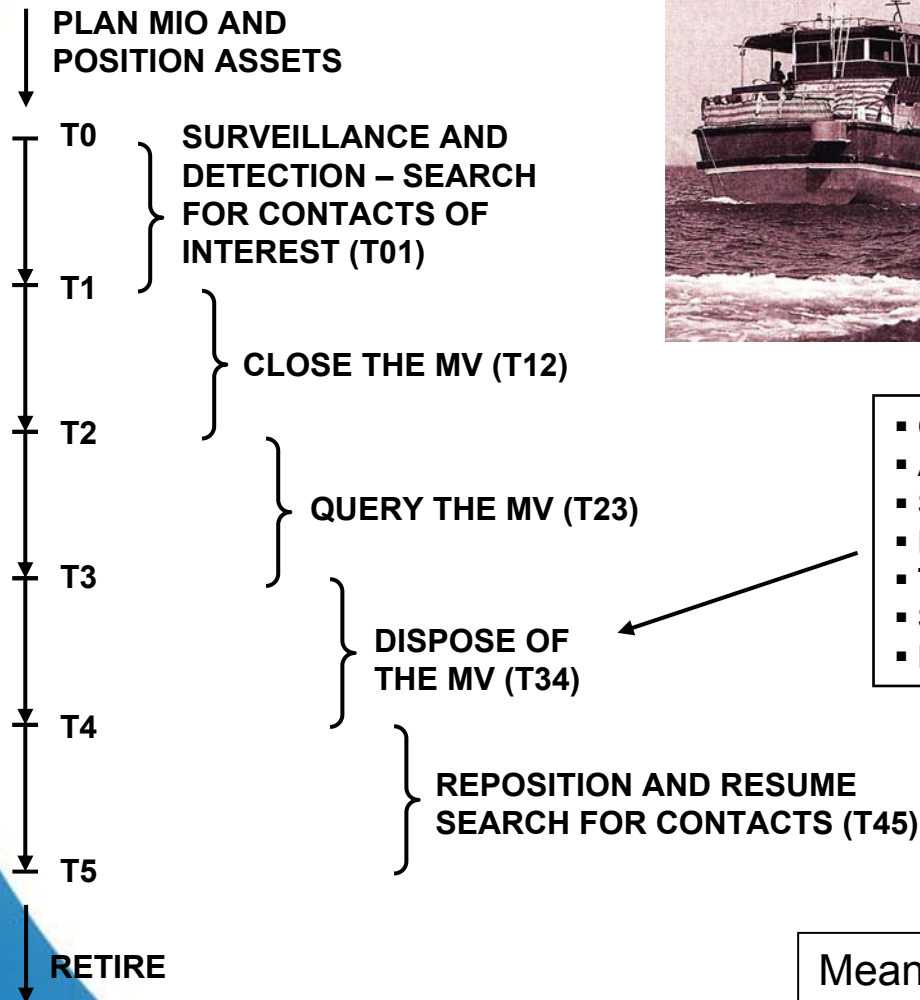 PLAN MIO AND
POSITION ASSETS
T0
SURVEILLANCE AND
DETECTION – SEARCH
FOR CONTACTS OF
INTEREST (T01)
T1
CLOSE THE MV (T12)
T2
QUERY THE MV (T23)
T3
DISPOSE OF
THE MV (T34)
T4
REPOSITION AND RESUME
SEARCH FOR CONTACTS (T45)
T5
RETIRE
Mean